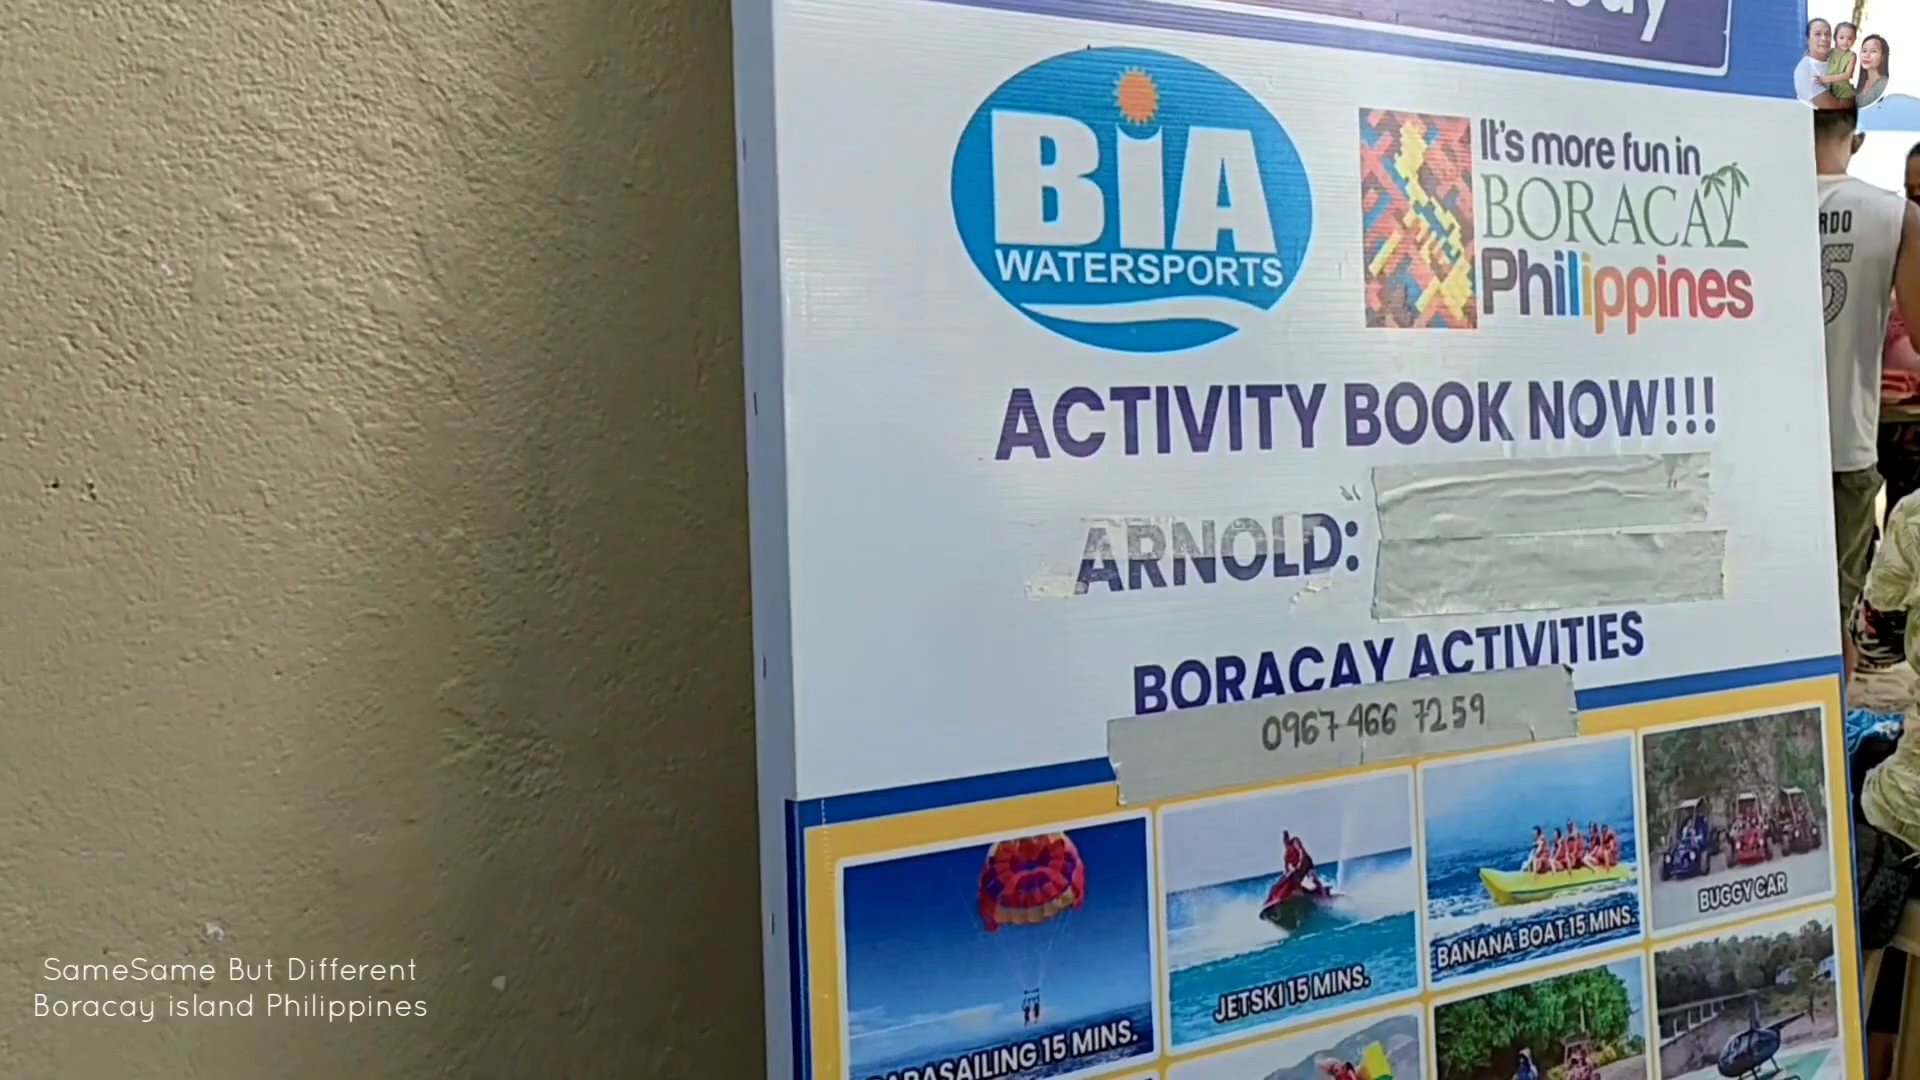 BiA
WATERSPORTS
It's more fun in
BORACAY
Philippines
ACTIVITY BOOK NOW!!!
ARNOLD:
BORACAY ACTIVITIES
0967 466 7259
PARASAILING 15 MINS.
JETSKI 15 MINS.
BANANA BOAT 15 MINS.
BUGGY CAR
RDO
5
SameSame But Different
Boracay island Philippines